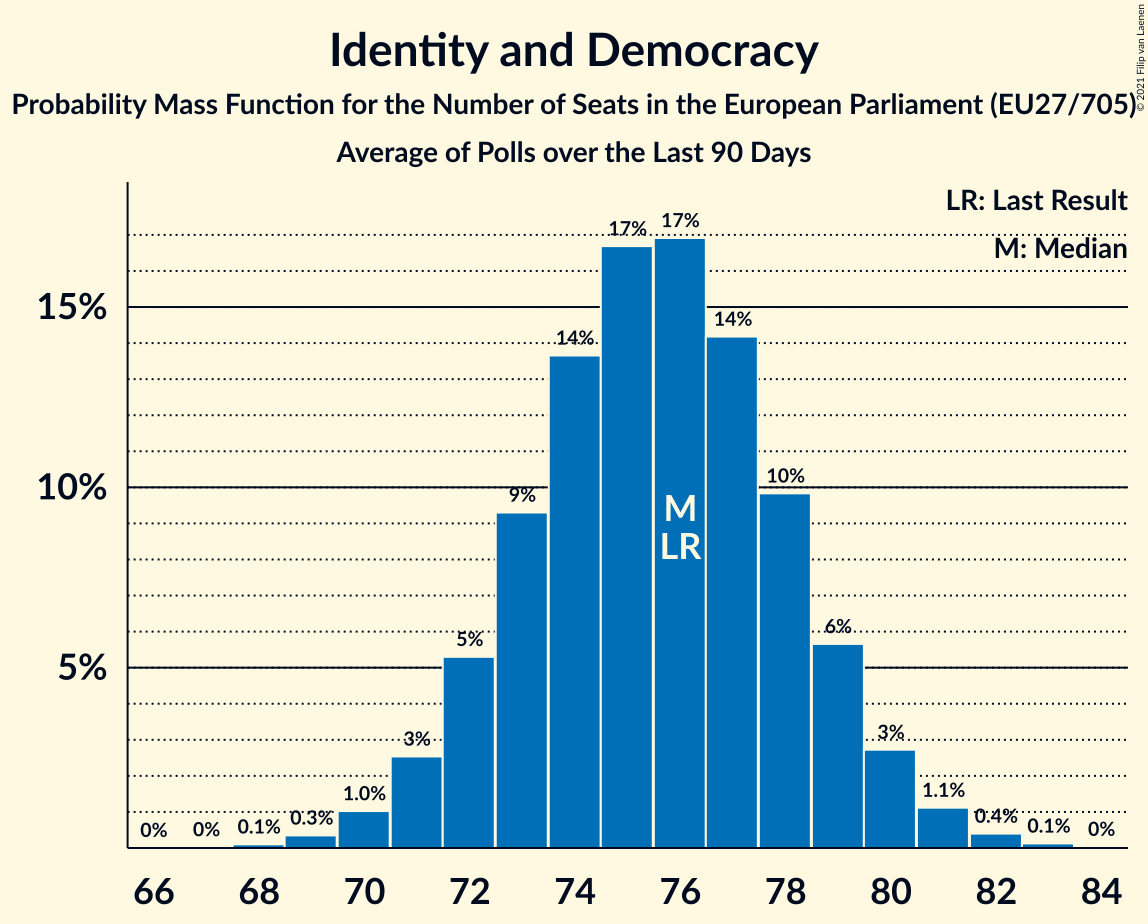 Identity and Democracy
Probability Mass Function for the Number of Seats in the European Parliament (EU27/705)
Average of Polls over the Last 90 Days
© 2021 Filip van Laenen
LR: Last Result
M: Median
15%
10%
5%
0%
0%
0.1%
0.3%
1.0%
3%
5%
9%
14%
17%
17%
14%
10%
6%
3%
1.1%
0.4%
0.1%
0%
M
LR
66 68 70 72 74 76 78 80 82 84